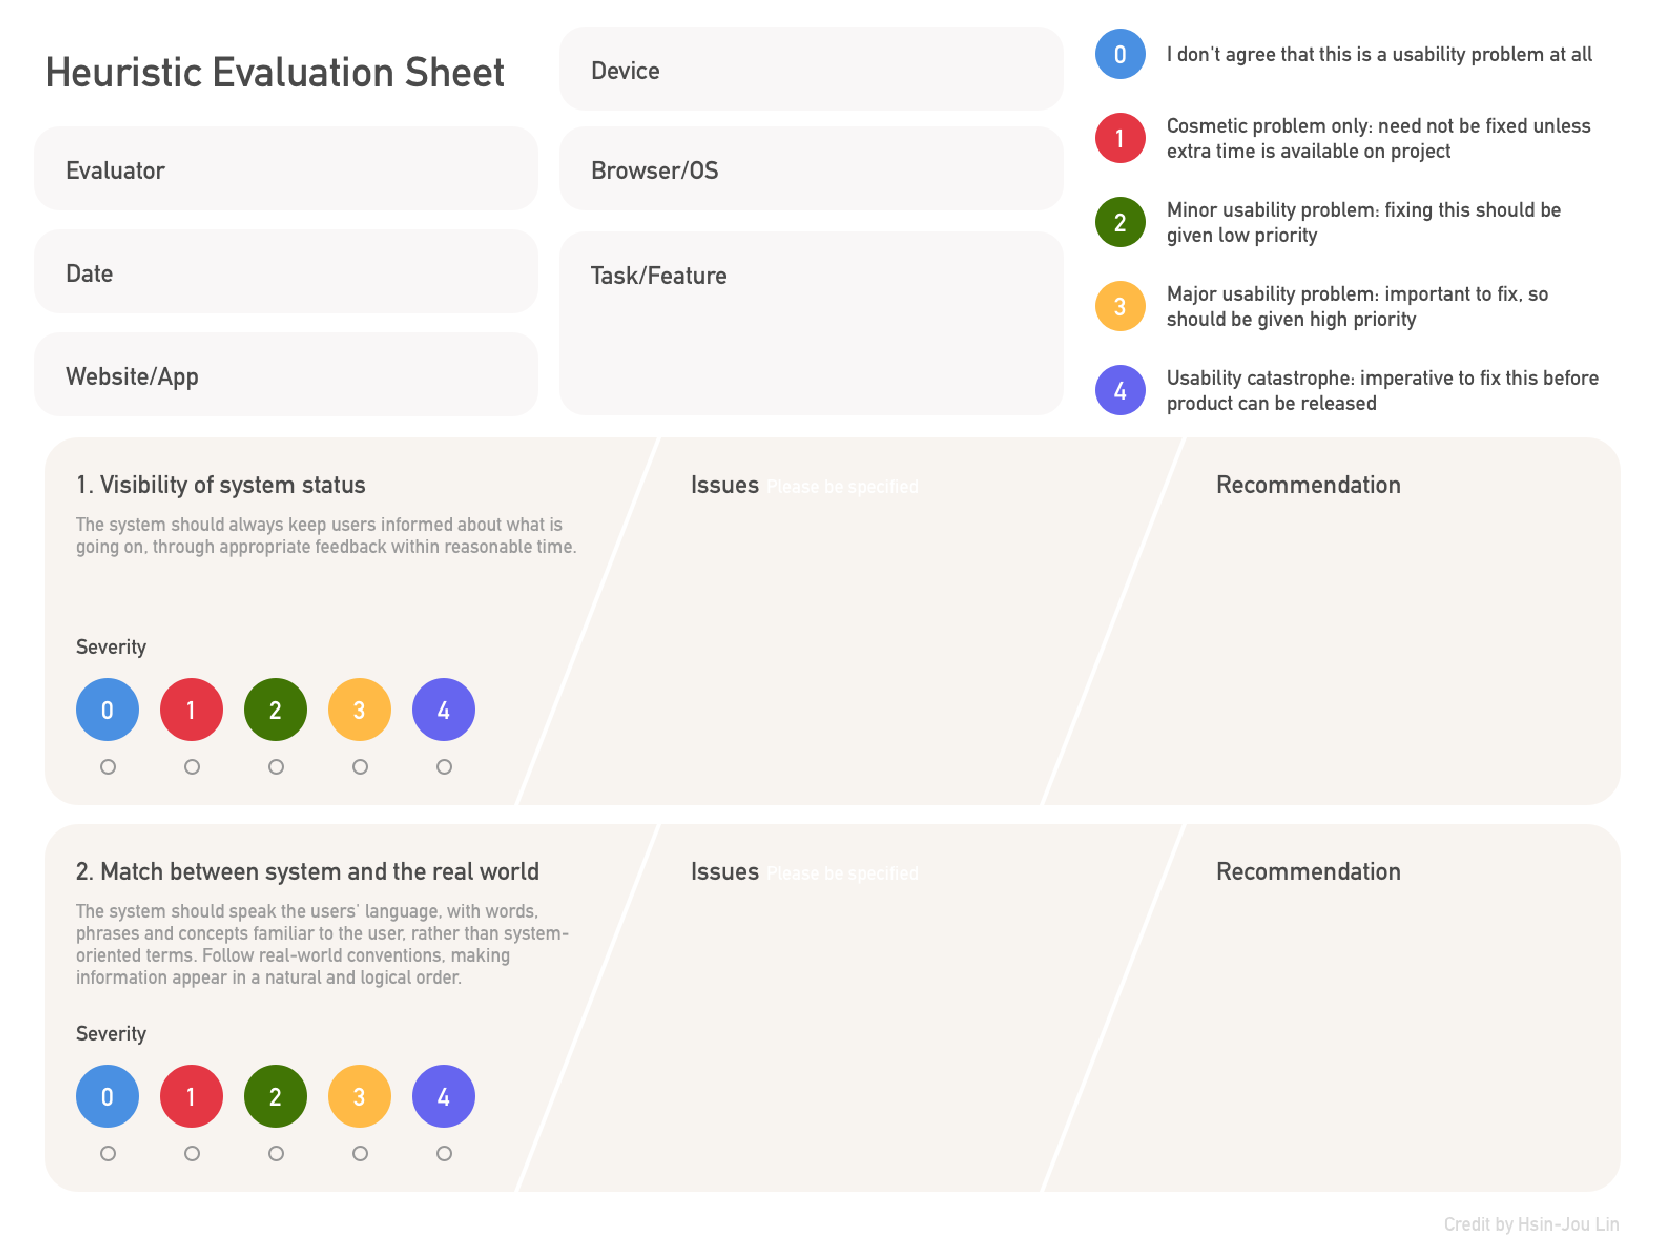 Heuristic Evaluation Sheet
Evaluator
Date
Website/App
Device
Browser/OS
Task/Feature
0 I don't agree that this is a usability problem at all
1 Cosmetic problem only: need not be fixed unless
extra time is available on project
2 Minor usability problem: fixing this should be
given low priority
3 Major usability problem: important to fix, so
should be given high priority
4 Usability catastrophe: imperative to fix this before
product can be released
1. Visibility of system status
The system should always keep users informed about what is
going on, through appropriate feedback within reasonable time.
Severity
0 1 2 3 4
Issues Please be specified
Recommendation
2. Match between system and the real world
The system should speak the users' language, with words,
phrases and concepts familiar to the user, rather than system-
oriented terms. Follow real-world conventions, making
information appear in a natural and logical order.
Severity
0 1 2 3 4
Issues Please be specified
Recommendation
Credit by Hsin-Jou Lin